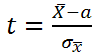 t = (X̅ − a) / σ_X̅